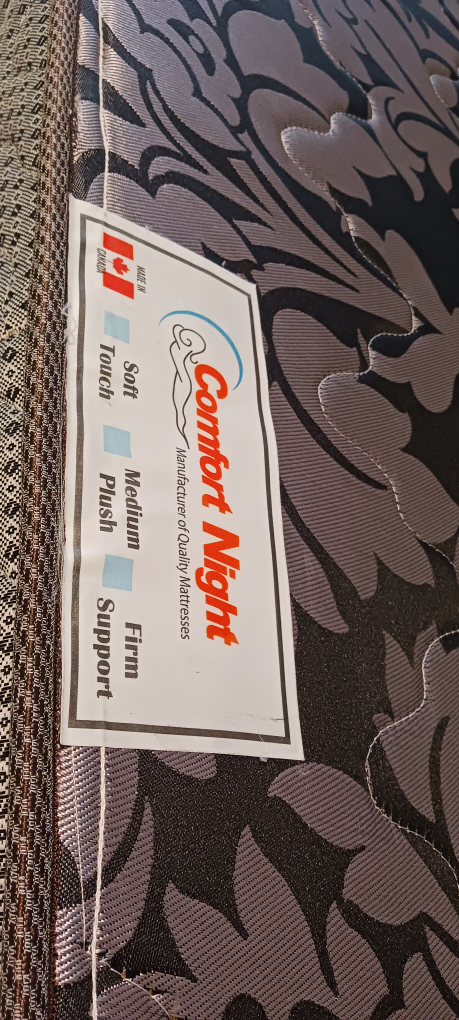 Comfort Night
Manufacturer of Quality Mattresses
MADE IN
CANADA
Soft
Touch
Medium
Plush
Firm
Support